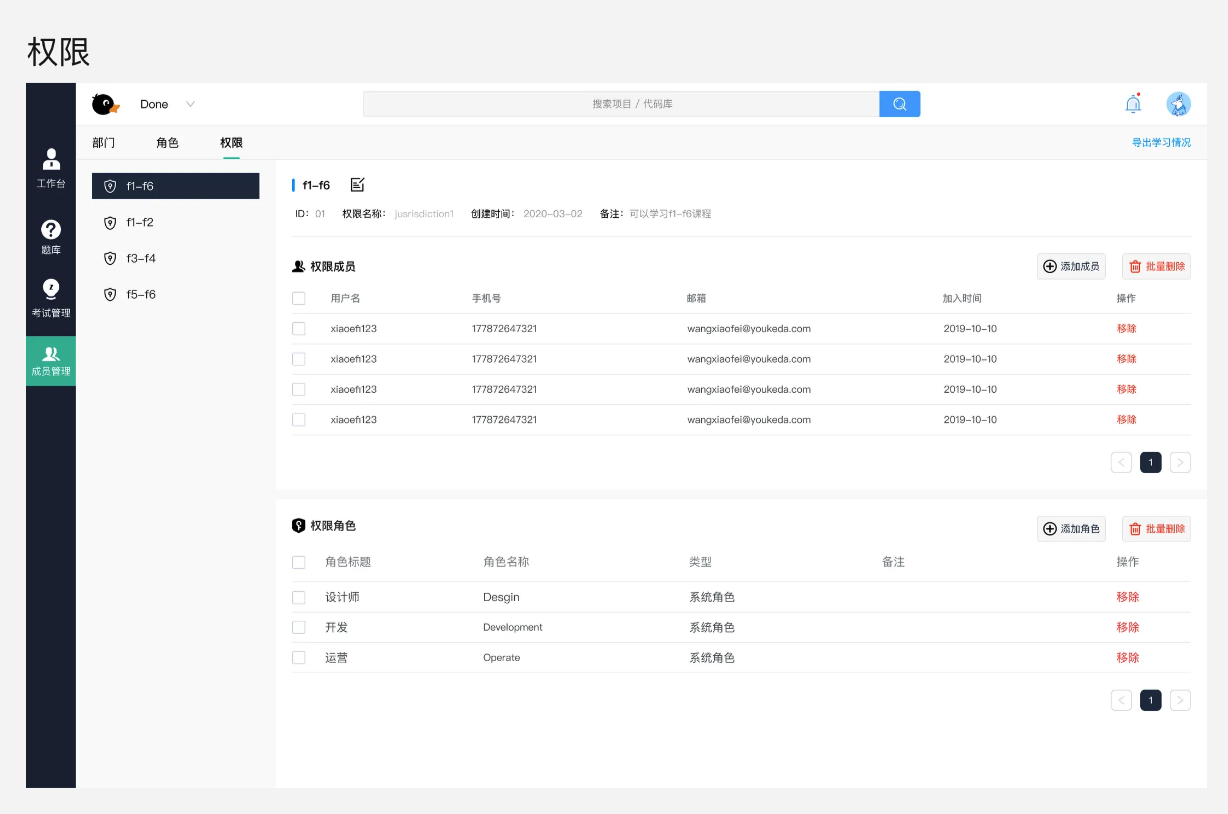 权限
Done
搜索项目 / 代码库
部门 角色 权限
导出学习情况
工作台
题库
考试管理
成员管理
f1-f6
f1-f2
f3-f4
f5-f6
f1-f6
ID: 01 权限名称: jusrisdiction1 创建时间: 2020-03-02 备注: 可以学习f1-f6课程
权限成员
添加成员 批量删除
用户名 手机号 邮箱 加入时间 操作
xiaoefi123 177872647321 wangxiaofei@youkeda.com 2019-10-10 移除
xiaoefi123 177872647321 wangxiaofei@youkeda.com 2019-10-10 移除
xiaoefi123 177872647321 wangxiaofei@youkeda.com 2019-10-10 移除
xiaoefi123 177872647321 wangxiaofei@youkeda.com 2019-10-10 移除
< 1 >
权限角色
添加角色 批量删除
角色标题 角色名称 类型 备注 操作
设计师 Desgin 系统角色 移除
开发 Development 系统角色 移除
运营 Operate 系统角色 移除
< 1 >